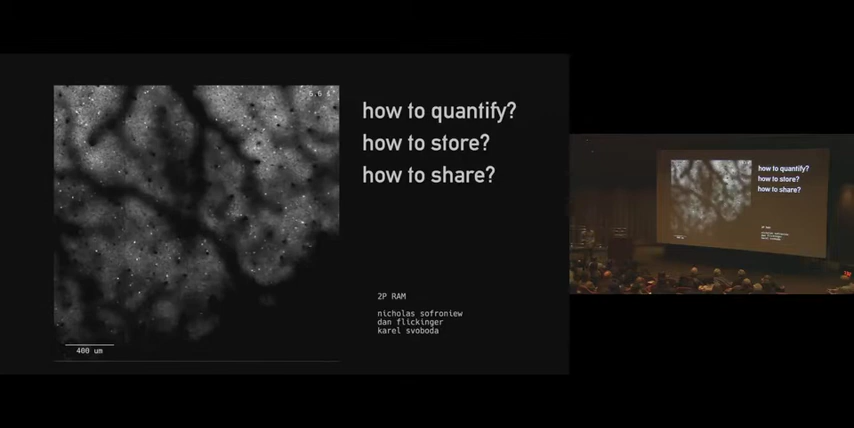 how to quantify?
how to store?
how to share?
2P RAM
nicholas sofroniew
dan flickinger
karel svoboda
400 um
how to quantify?
how to store?
how to share?